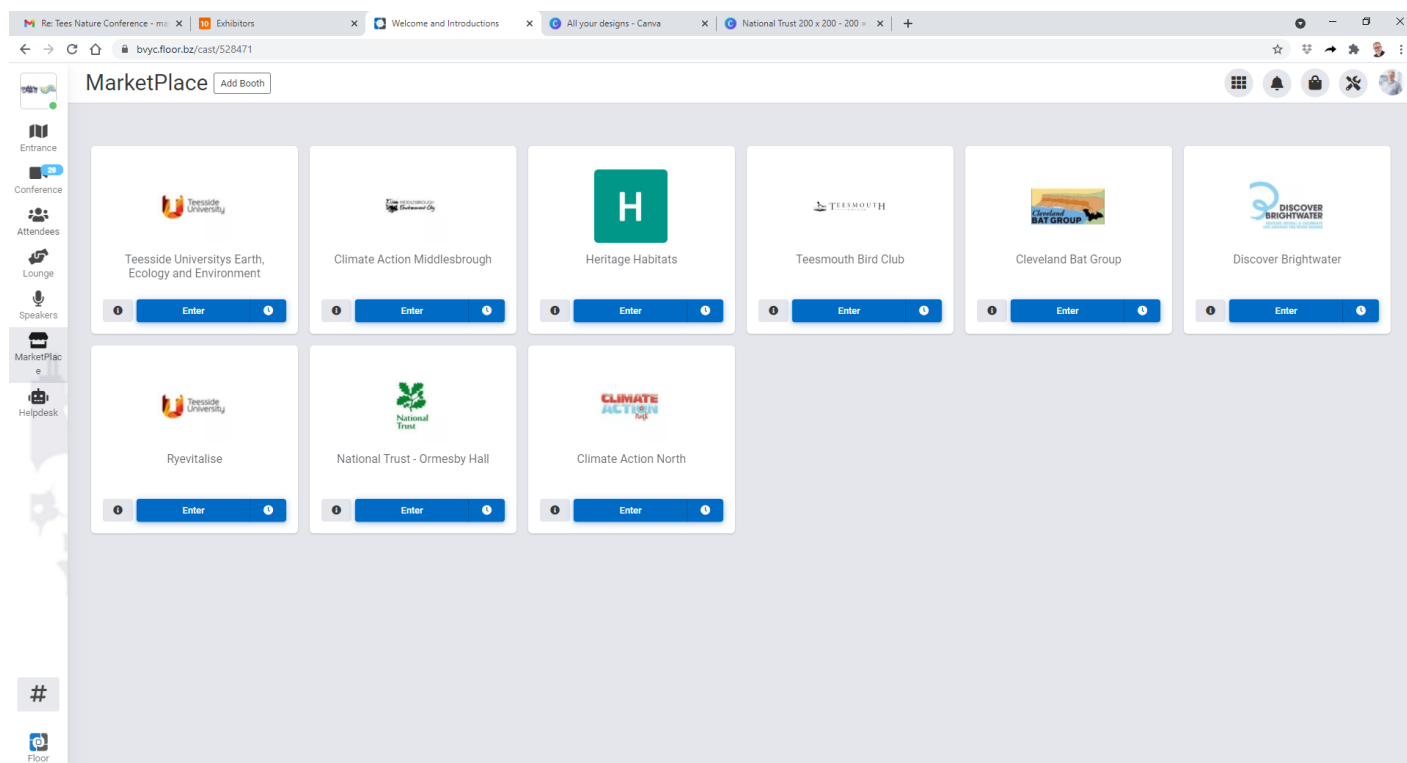 Re: Tees Nature Conference - ma
10 Exhibitors
Welcome and Introductions
All your designs - Canva
National Trust 200 x 200 - 200
bvyc.floor.bz/cast/528471
MarketPlace Add Booth
Entrance
28
Conference
Attendees
Lounge
Speakers
MarketPlac
e
Helpdesk
#
Floor
Teesside
University
Teesside Universitys Earth,
Ecology and Environment
Enter
Climate Action Middlesbrough
Enter
H
Heritage Habitats
Enter
TEESMOUTH
Teesmouth Bird Club
Enter
Cleveland
BAT GROUP
Cleveland Bat Group
Enter
DISCOVER
BRIGHTWATER
Discover Brightwater
Enter
Teesside
University
Ryevitalise
Enter
National
Trust
National Trust - Ormesby Hall
Enter
CLIMATE
ACTION
North
Climate Action North
Enter